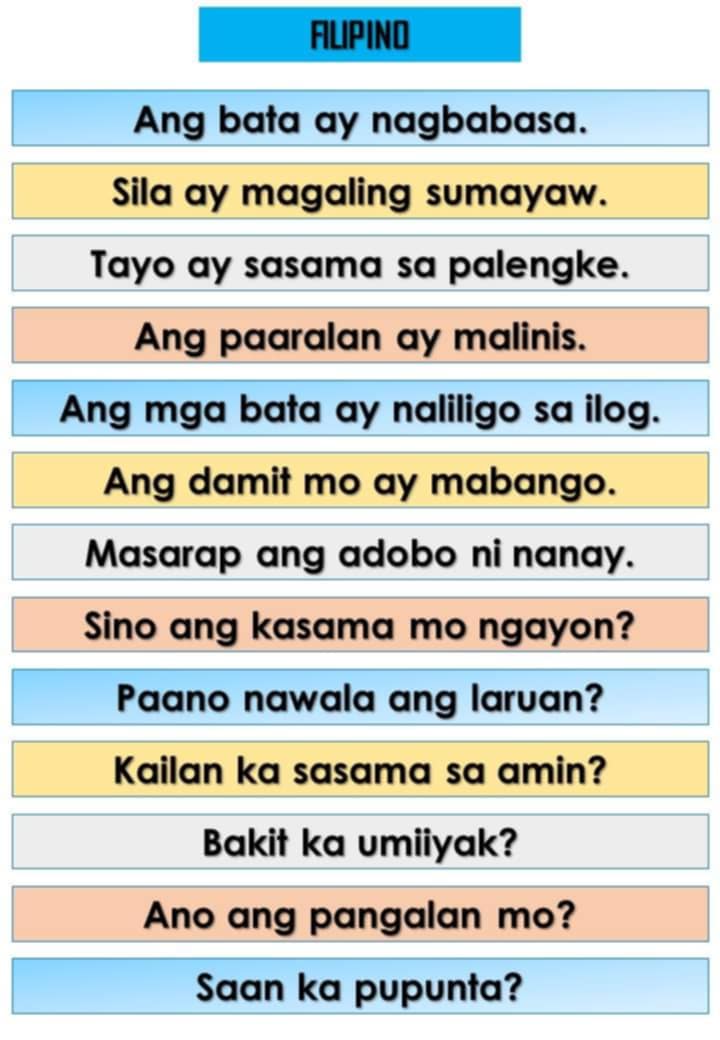 FILIPINO
Ang bata ay nagbabasa.
Sila ay magaling sumayaw.
Tayo ay sasama sa palengke.
Ang paaralan ay malinis.
Ang mga bata ay naliligo sa ilog.
Ang damit mo ay mabango.
Masarap ang adobo ni nanay.
Sino ang kasama mo ngayon?
Paano nawala ang laruan?
Kailan ka sasama sa amin?
Bakit ka umiiyak?
Ano ang pangalan mo?
Saan ka pupunta?